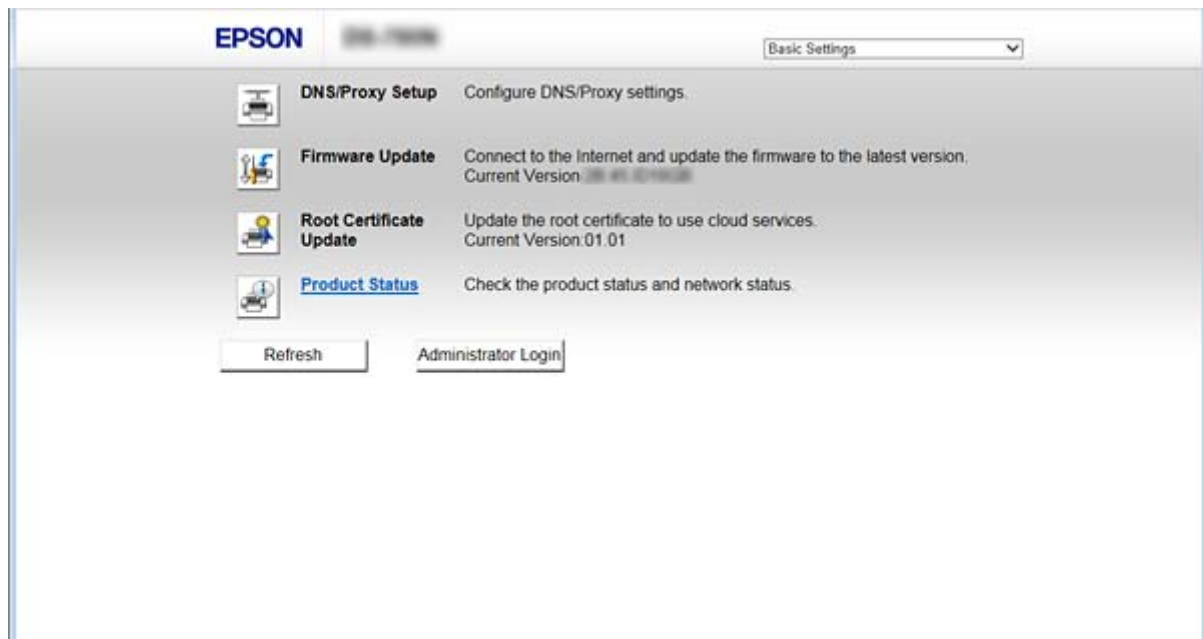 EPSON
Basic Settings
DNS/Proxy Setup Configure DNS/Proxy settings.
Firmware Update Connect to the Internet and update the firmware to the latest version.
Current Version:
Root Certificate Update the root certificate to use cloud services.
Update Current Version:01.01
Product Status Check the product status and network status.
Refresh Administrator Login